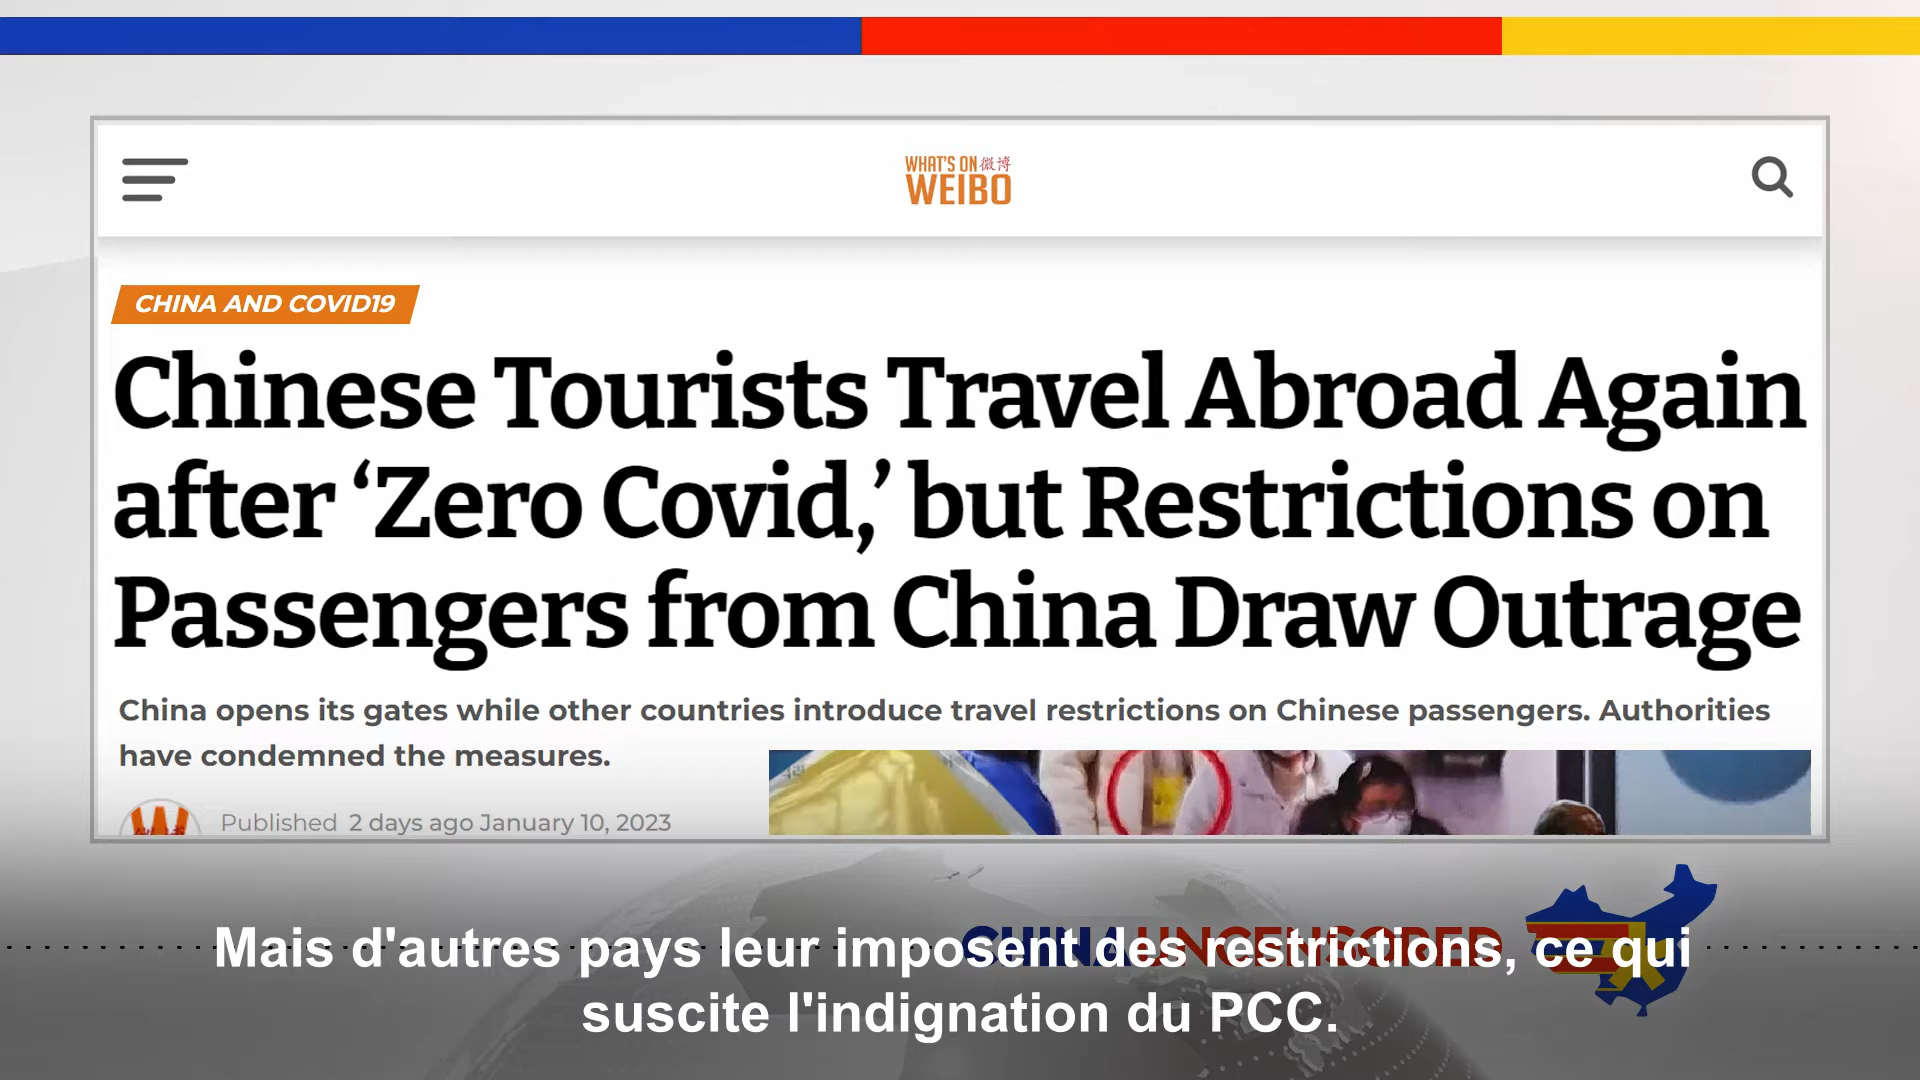 WHAT'S ON 微博
WEIBO
CHINA AND COVID19
Chinese Tourists Travel Abroad Again
after ‘Zero Covid,’ but Restrictions on
Passengers from China Draw Outrage
China opens its gates while other countries introduce travel restrictions on Chinese passengers. Authorities
have condemned the measures.
Published 2 days ago January 10, 2023
CHINA UNCENSORED
Mais d'autres pays leur imposent des restrictions, ce qui
suscite l'indignation du PCC.